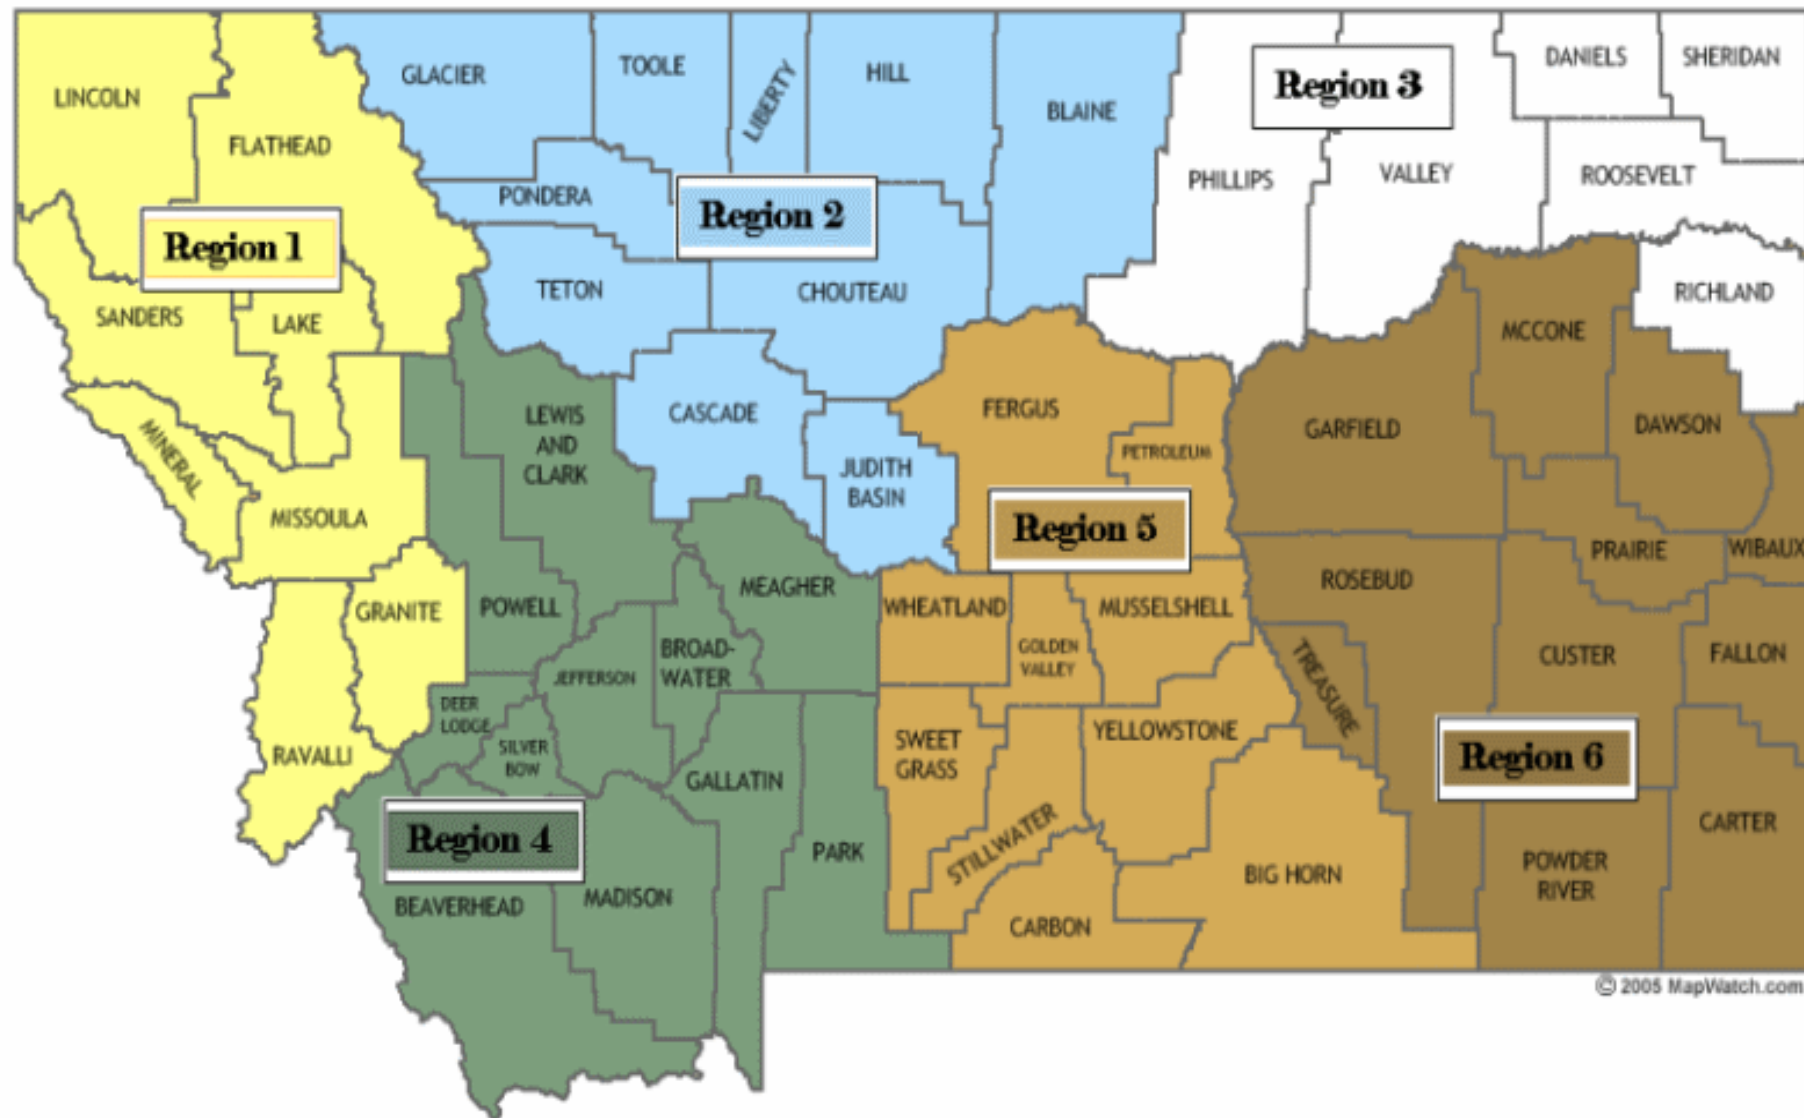 LINCOLN
FLATHEAD
Region 1
SANDERS
LAKE
MINERAL
MISSOULA
GRANITE
RAVALLI
GLACIER
TOOLE
LIBERTY
HILL
BLAINE
PONDERA
Region 2
TETON
CHOUTEAU
CASCADE
JUDITH
BASIN
Region 3
DANIELS
SHERIDAN
PHILLIPS
VALLEY
ROOSEVELT
RICHLAND
LEWIS
AND
CLARK
POWELL
MEAGHER
BROAD-
WATER
JEFFERSON
DEER
LODGE
SILVER
BOW
GALLATIN
Region 4
PARK
BEAVERHEAD
MADISON
FERGUS
PETROLEUM
Region 5
WHEATLAND
MUSSELSHELL
GOLDEN
VALLEY
SWEET
GRASS
YELLOWSTONE
STILLWATER
BIG HORN
CARBON
MCCONE
GARFIELD
DAWSON
PRAIRIE
WIBAUX
ROSEBUD
TREASURE
CUSTER
FALLON
Region 6
POWDER
RIVER
CARTER
© 2005 MapWatch.com